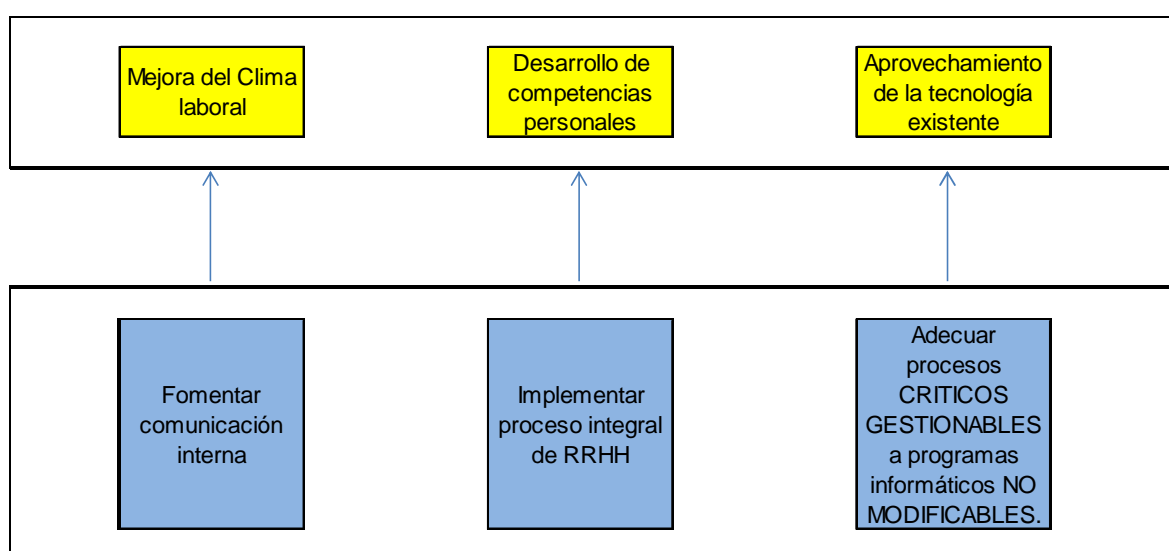 Mejora del Clima
laboral
Desarrollo de
competencias
personales
Aprovechamiento
de la tecnología
existente
Fomentar
comunicación
interna
Implementar
proceso integral
de RRHH
Adecuar
procesos
CRITICOS
GESTIONABLES
a programas
informáticos NO
MODIFICABLES.